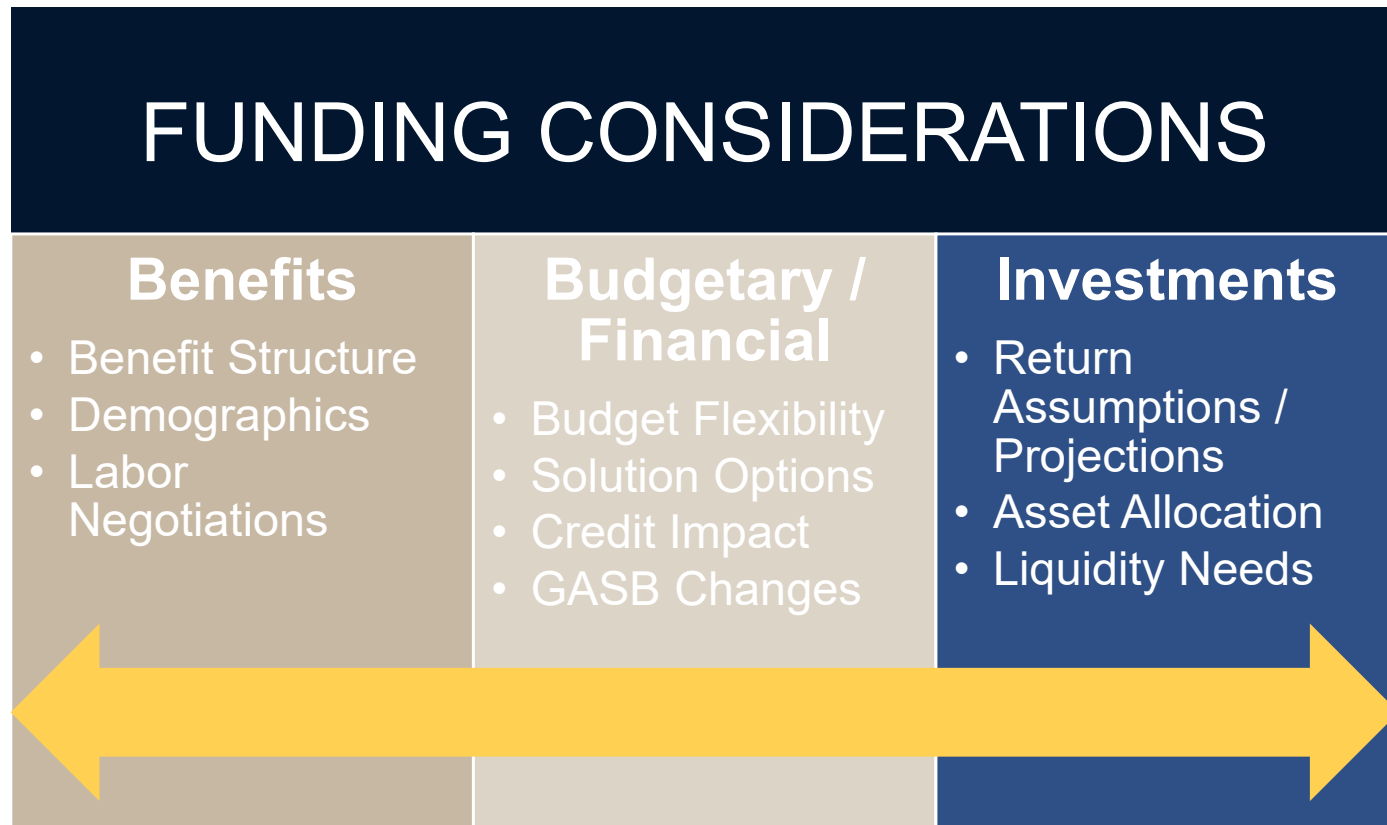 FUNDING CONSIDERATIONS
Benefits
• Benefit Structure
• Demographics
• Labor
Negotiations
Budgetary /
Financial
• Budget Flexibility
• Solution Options
• Credit Impact
• GASB Changes
Investments
• Return
Assumptions /
Projections
• Asset Allocation
• Liquidity Needs